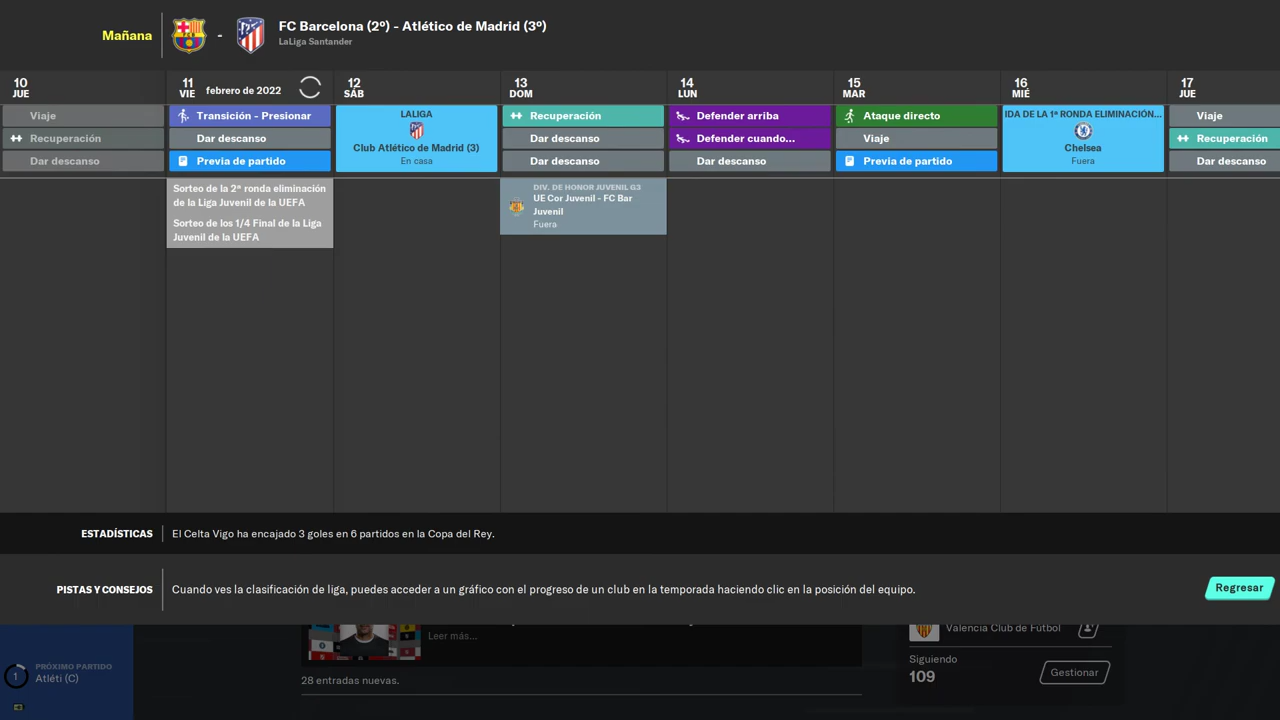 Mañana
-
FC Barcelona (2º) - Atlético de Madrid (3º)
LaLiga Santander
10
JUE
11
VIE
febrero de 2022
12
SÁB
13
DOM
14
LUN
15
MAR
16
MIÉ
17
JUE
Viaje
Recuperación
Dar descanso
Transición - Presionar
Dar descanso
Previa de partido
LALIGA
Club Atlético de Madrid (3)
En casa
Recuperación
Dar descanso
Dar descanso
Defender arriba
Defender cuando...
Dar descanso
Ataque directo
Viaje
Previa de partido
IDA DE LA 1ª RONDA ELIMINACIÓN...
Chelsea
Fuera
Viaje
Recuperación
Dar descanso
Sorteo de la 2ª ronda eliminación
de la Liga Juvenil de la UEFA
Sorteo de los 1/4 Final de la Liga
Juvenil de la UEFA
DIV. DE HONOR JUVENIL G3
UE Cor Juvenil - FC Bar
Juvenil
Fuera
ESTADÍSTICAS
El Celta Vigo ha encajado 3 goles en 6 partidos en la Copa del Rey.
PISTAS Y CONSEJOS
Cuando ves la clasificación de liga, puedes acceder a un gráfico con el progreso de un club en la temporada haciendo clic en la posición del equipo.
Regresar
Leer más...
28 entradas nuevas.
Valencia Club de Fútbol
Siguiendo
109
Gestionar
PRÓXIMO PARTIDO
1
Atléti (C)